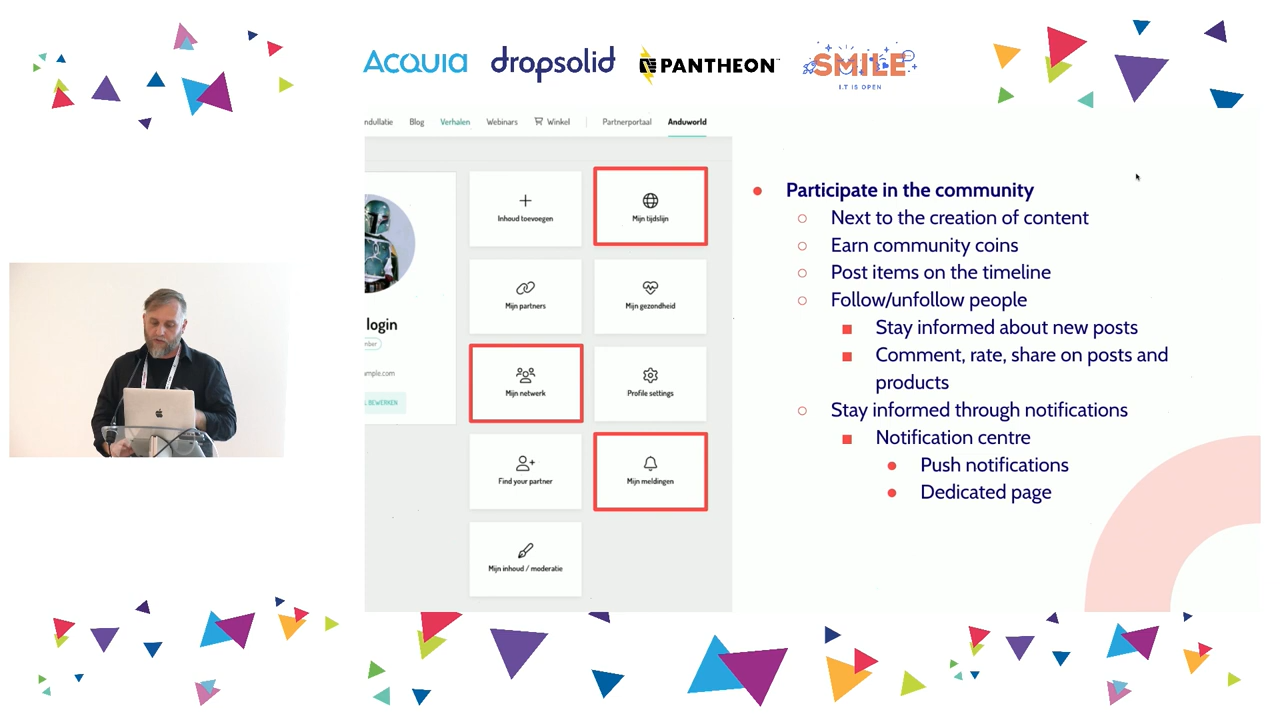 ACQUIA
dropsolid
PANTHEON
SMILE
I.T IS OPEN
ndullatie Blog Verhalen Webinars Winkel Partnerportaal Anduworld
Inhoud toevoegen
Mijn tijdslijn
Mijn partners
Mijn gezondheid
login
mber
ample.com
L BEWERKEN
Mijn netwerk
Profile settings
Find your partner
Mijn meldingen
Mijn inhoud / moderatie
Participate in the community
Next to the creation of content
Earn community coins
Post items on the timeline
Follow/unfollow people
Stay informed about new posts
Comment, rate, share on posts and
products
Stay informed through notifications
Notification centre
Push notifications
Dedicated page